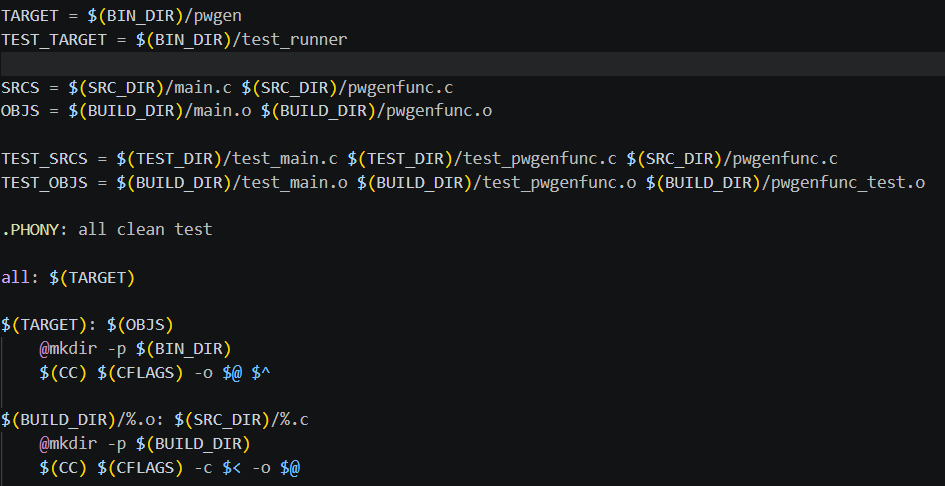 TARGET = $(BIN_DIR)/pwgen
TEST_TARGET = $(BIN_DIR)/test_runner
SRCS = $(SRC_DIR)/main.c $(SRC_DIR)/pwgenfunc.c
OBJS = $(BUILD_DIR)/main.o $(BUILD_DIR)/pwgenfunc.o
TEST_SRCS = $(TEST_DIR)/test_main.c $(TEST_DIR)/test_pwgenfunc.c $(SRC_DIR)/pwgenfunc.c
TEST_OBJS = $(BUILD_DIR)/test_main.o $(BUILD_DIR)/test_pwgenfunc.o $(BUILD_DIR)/pwgenfunc_test.o
.PHONY: all clean test
all: $(TARGET)
$(TARGET): $(OBJS)
    @mkdir -p $(BIN_DIR)
    $(CC) $(CFLAGS) -o $@ $^
$(BUILD_DIR)/%.o: $(SRC_DIR)/%.c
    @mkdir -p $(BUILD_DIR)
    $(CC) $(CFLAGS) -c $< -o $@